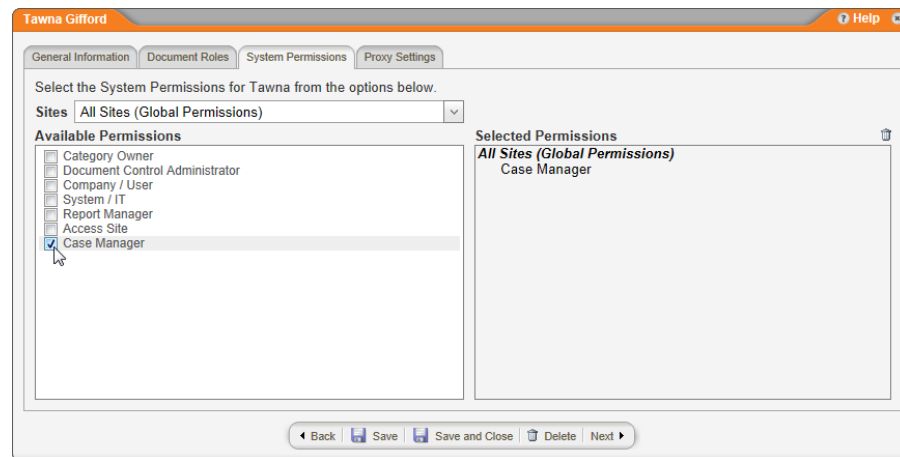 Tawna Gifford
Help
General Information Document Roles System Permissions Proxy Settings
Select the System Permissions for Tawna from the options below.
Sites All Sites (Global Permissions)
Available Permissions
Category Owner
Document Control Administrator
Company / User
System / IT
Report Manager
Access Site
Case Manager
Selected Permissions
All Sites (Global Permissions)
Case Manager
Back Save Save and Close Delete Next